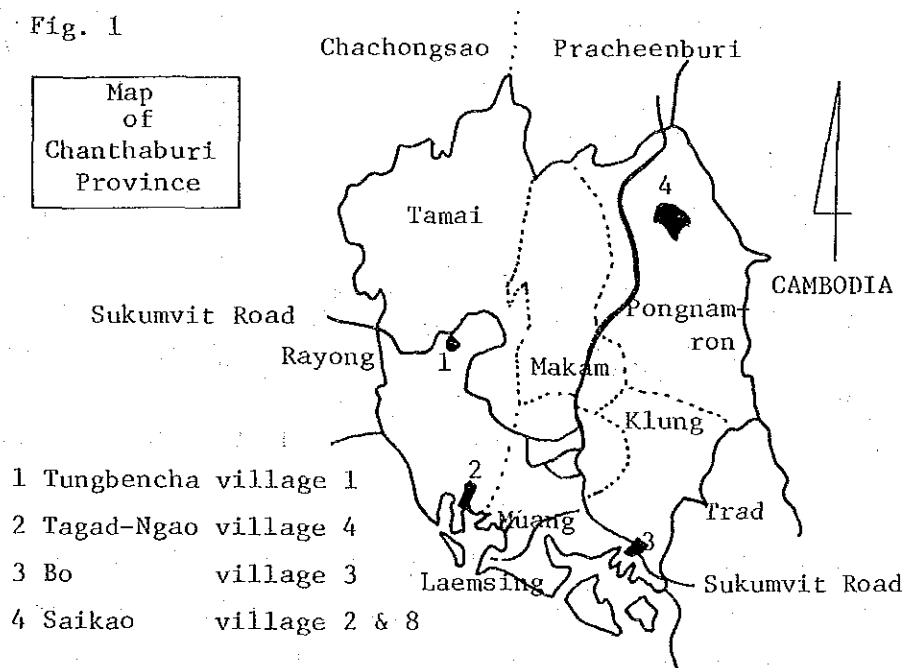 Fig. 1
Map
of
Chanthaburi
Province
Chachongsao
Pracheenburi
4
Tamai
CAMBODIA
Sukumvit Road
Pongnam-
ron
Rayong
1
Makam
Klung
2
Trad
Muang
3
Laemsing
Sukumvit Road
1 Tungbencha village 1
2 Tagad-Ngao village 4
3 Bo village 3
4 Saikao village 2 & 8